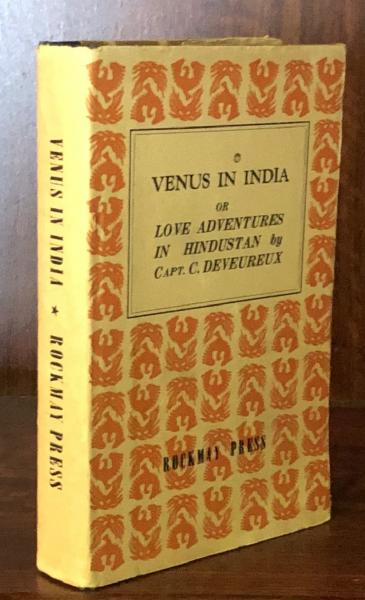 VENUS IN INDIA ★ ROCKMAY PRESS
VENUS IN INDIA
OR
LOVE ADVENTURES
IN HINDUSTAN by
CAPT. C. DEVEUREUX
ROCKMAY PRESS